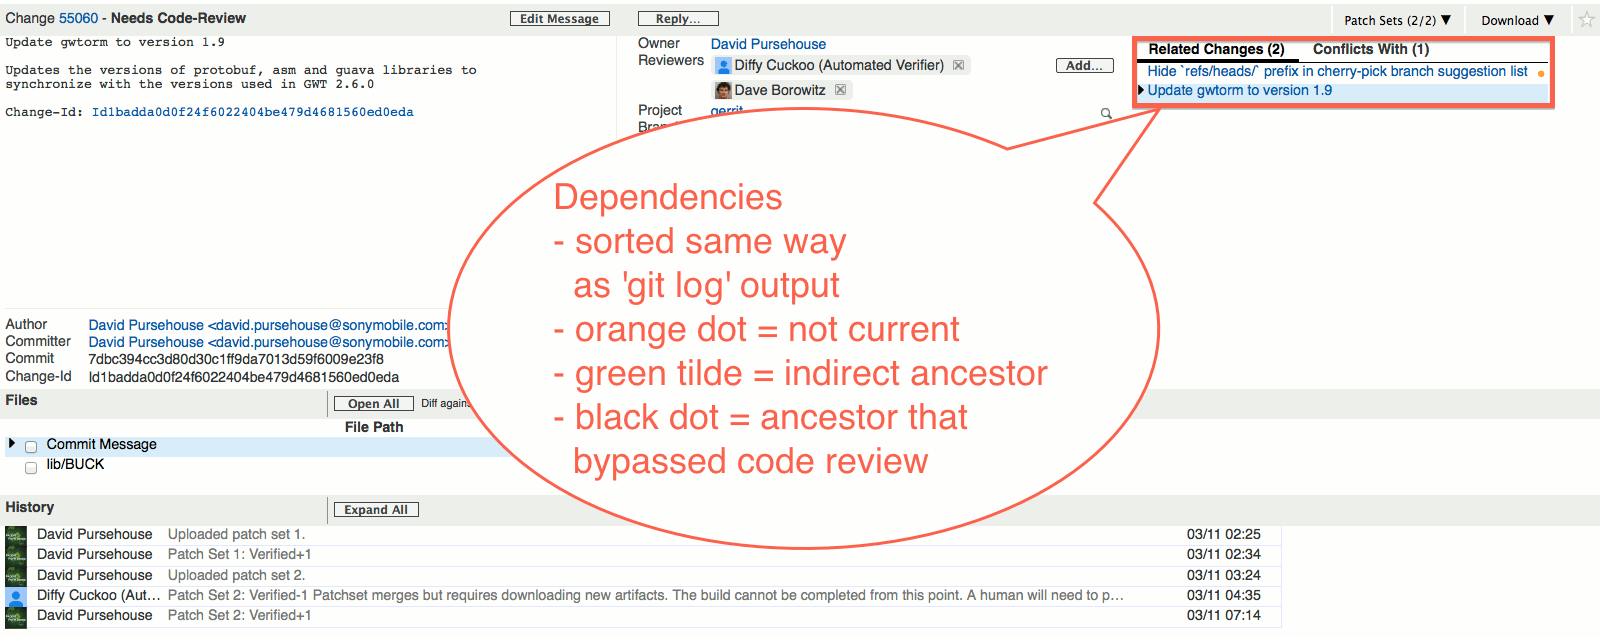 Change 55060 - Needs Code-Review
Edit Message
Reply...
Patch Sets (2/2) ▼
Download ▼
Update gwtorm to version 1.9
Updates the versions of protobuf, asm and guava libraries to
synchronize with the versions used in GWT 2.6.0
Change-Id: Id1badda0d0f24f6022404be479d4681560ed0eda
Owner David Pursehouse
Reviewers Diffy Cuckoo (Automated Verifier)
Add...
Dave Borowitz
Project gerrit
Related Changes (2) Conflicts With (1)
Hide `refs/heads/` prefix in cherry-pick branch suggestion list
Update gwtorm to version 1.9
Dependencies
- sorted same way
as 'git log' output
- orange dot = not current
- green tilde = indirect ancestor
- black dot = ancestor that
bypassed code review
Author David Pursehouse <david.pursehouse@sonymobile.com>
Committer David Pursehouse <david.pursehouse@sonymobile.com>
Commit 7dbc394cc3d80d30c1ff9da7013d59f6009e23f8
Change-Id Id1badda0d0f24f6022404be479d4681560ed0eda
Files
Open All
Diff again
File Path
Commit Message
lib/BUCK
History
Expand All
David Pursehouse Uploaded patch set 1. 03/11 02:25
David Pursehouse Patch Set 1: Verified+1 03/11 02:34
David Pursehouse Uploaded patch set 2. 03/11 03:24
Diffy Cuckoo (Aut... Patch Set 2: Verified-1 Patchset merges but requires downloading new artifacts. The build cannot be completed from this point. A human will need to p... 03/11 04:35
David Pursehouse Patch Set 2: Verified+1 03/11 07:14